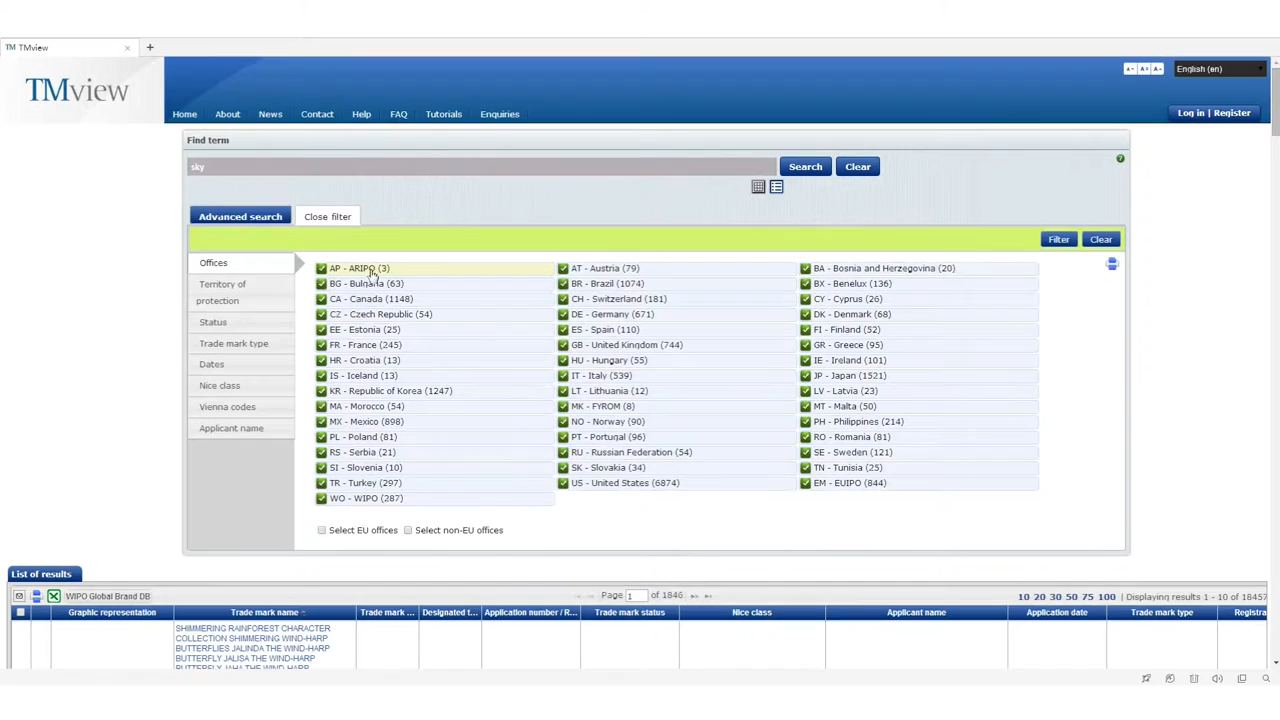 TMview
TMview
English (en)
Home About News Contact Help FAQ Tutorials Enquiries
Log in | Register
Find term
sky
Search Clear
Advanced search Close filter
Filter Clear
Offices
Territory of
protection
Status
Trade mark type
Dates
Nice class
Vienna codes
Applicant name
AP - ARIPO (3) AT - Austria (79) BA - Bosnia and Herzegovina (20)
BG - Bulgaria (63) BR - Brazil (1074) BX - Benelux (136)
CA - Canada (1148) CH - Switzerland (181) CY - Cyprus (26)
CZ - Czech Republic (54) DE - Germany (671) DK - Denmark (68)
EE - Estonia (25) ES - Spain (110) FI - Finland (52)
FR - France (245) GB - United Kingdom (744) GR - Greece (95)
HR - Croatia (13) HU - Hungary (55) IE - Ireland (101)
IS - Iceland (13) IT - Italy (539) JP - Japan (1521)
KR - Republic of Korea (1247) LT - Lithuania (12) LV - Latvia (23)
MA - Morocco (54) MK - FYROM (8) MT - Malta (50)
MX - Mexico (898) NO - Norway (90) PH - Philippines (214)
PL - Poland (81) PT - Portugal (96) RO - Romania (81)
RS - Serbia (21) RU - Russian Federation (54) SE - Sweden (121)
SI - Slovenia (10) SK - Slovakia (34) TN - Tunisia (25)
TR - Turkey (297) US - United States (6874) EM - EUIPO (844)
WO - WIPO (287)
Select EU offices Select non-EU offices
List of results
WIPO Global Brand DB Page 1 of 1846 10 20 30 50 75 100 | Displaying results 1 - 10 of 18457
Graphic representation Trade mark name Trade mark ... Designated t... Application number / R... Trade mark status Nice class Applicant name Application date Trade mark type Registra
SHIMMERING RAINFOREST CHARACTER
COLLECTION SHIMMERING WIND-HARP
BUTTERFLIES JALINDA THE WIND-HARP
BUTTERFLY JALISA THE WIND-HARP